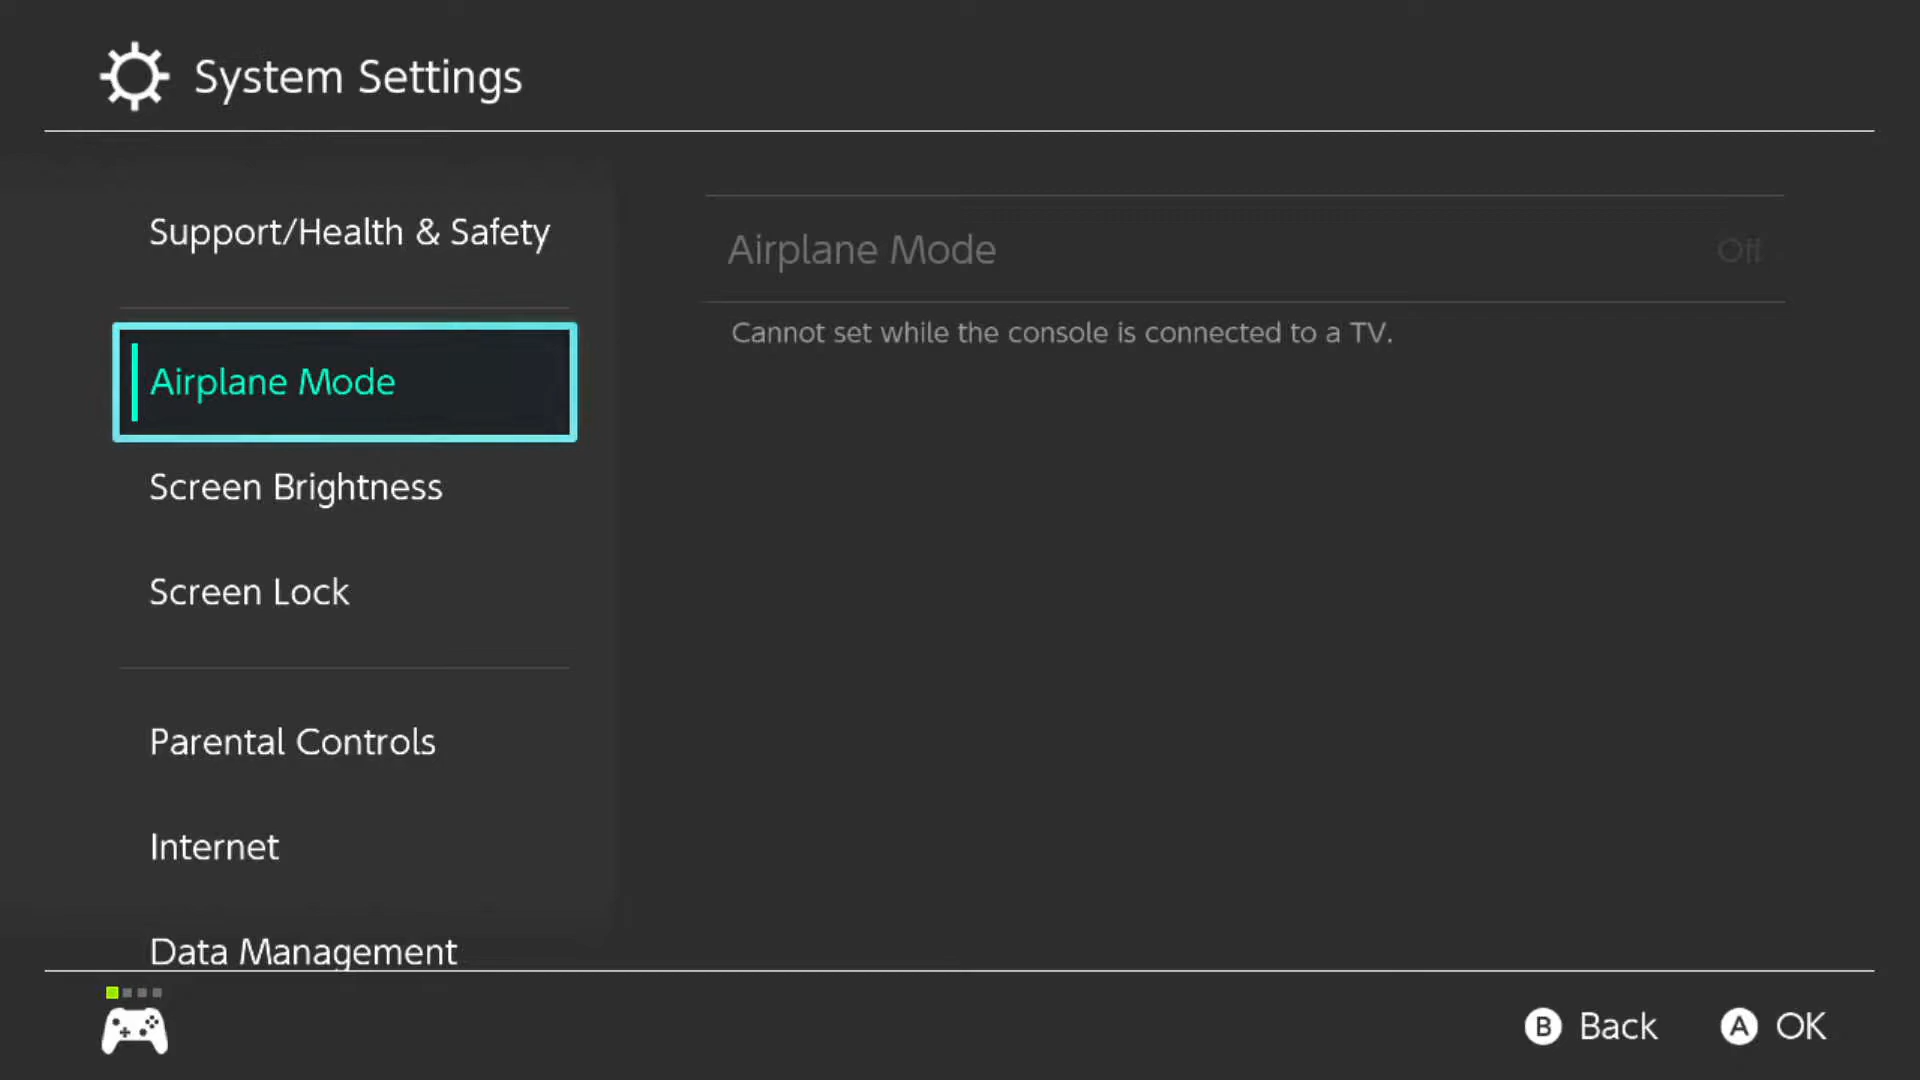 System Settings
Support/Health & Safety
Airplane Mode
Screen Brightness
Screen Lock
Parental Controls
Internet
Data Management
Airplane Mode Off
Cannot set while the console is connected to a TV.
B Back A OK